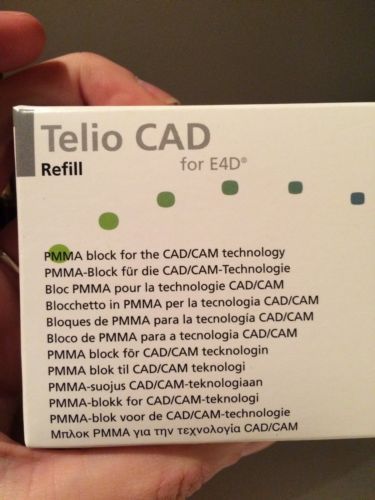 Telio CAD
for E4D®
Refill
PMMA block for the CAD/CAM technology
PMMA-Block für die CAD/CAM-Technologie
Bloc PMMA pour la technologie CAD/CAM
Blocchetto in PMMA per la tecnologia CAD/CAM
Bloques de PMMA para la tecnología CAD/CAM
Bloco de PMMA para a tecnologia CAD/CAM
PMMA block för CAD/CAM tecknologin
PMMA blok til CAD/CAM teknologi
PMMA-suojus CAD/CAM-teknologiaan
PMMA-blokk for CAD/CAM-teknologi
PMMA-blok voor de CAD/CAM-technologie
Μπλοκ PMMA για την τεχνολογία CAD/CAM